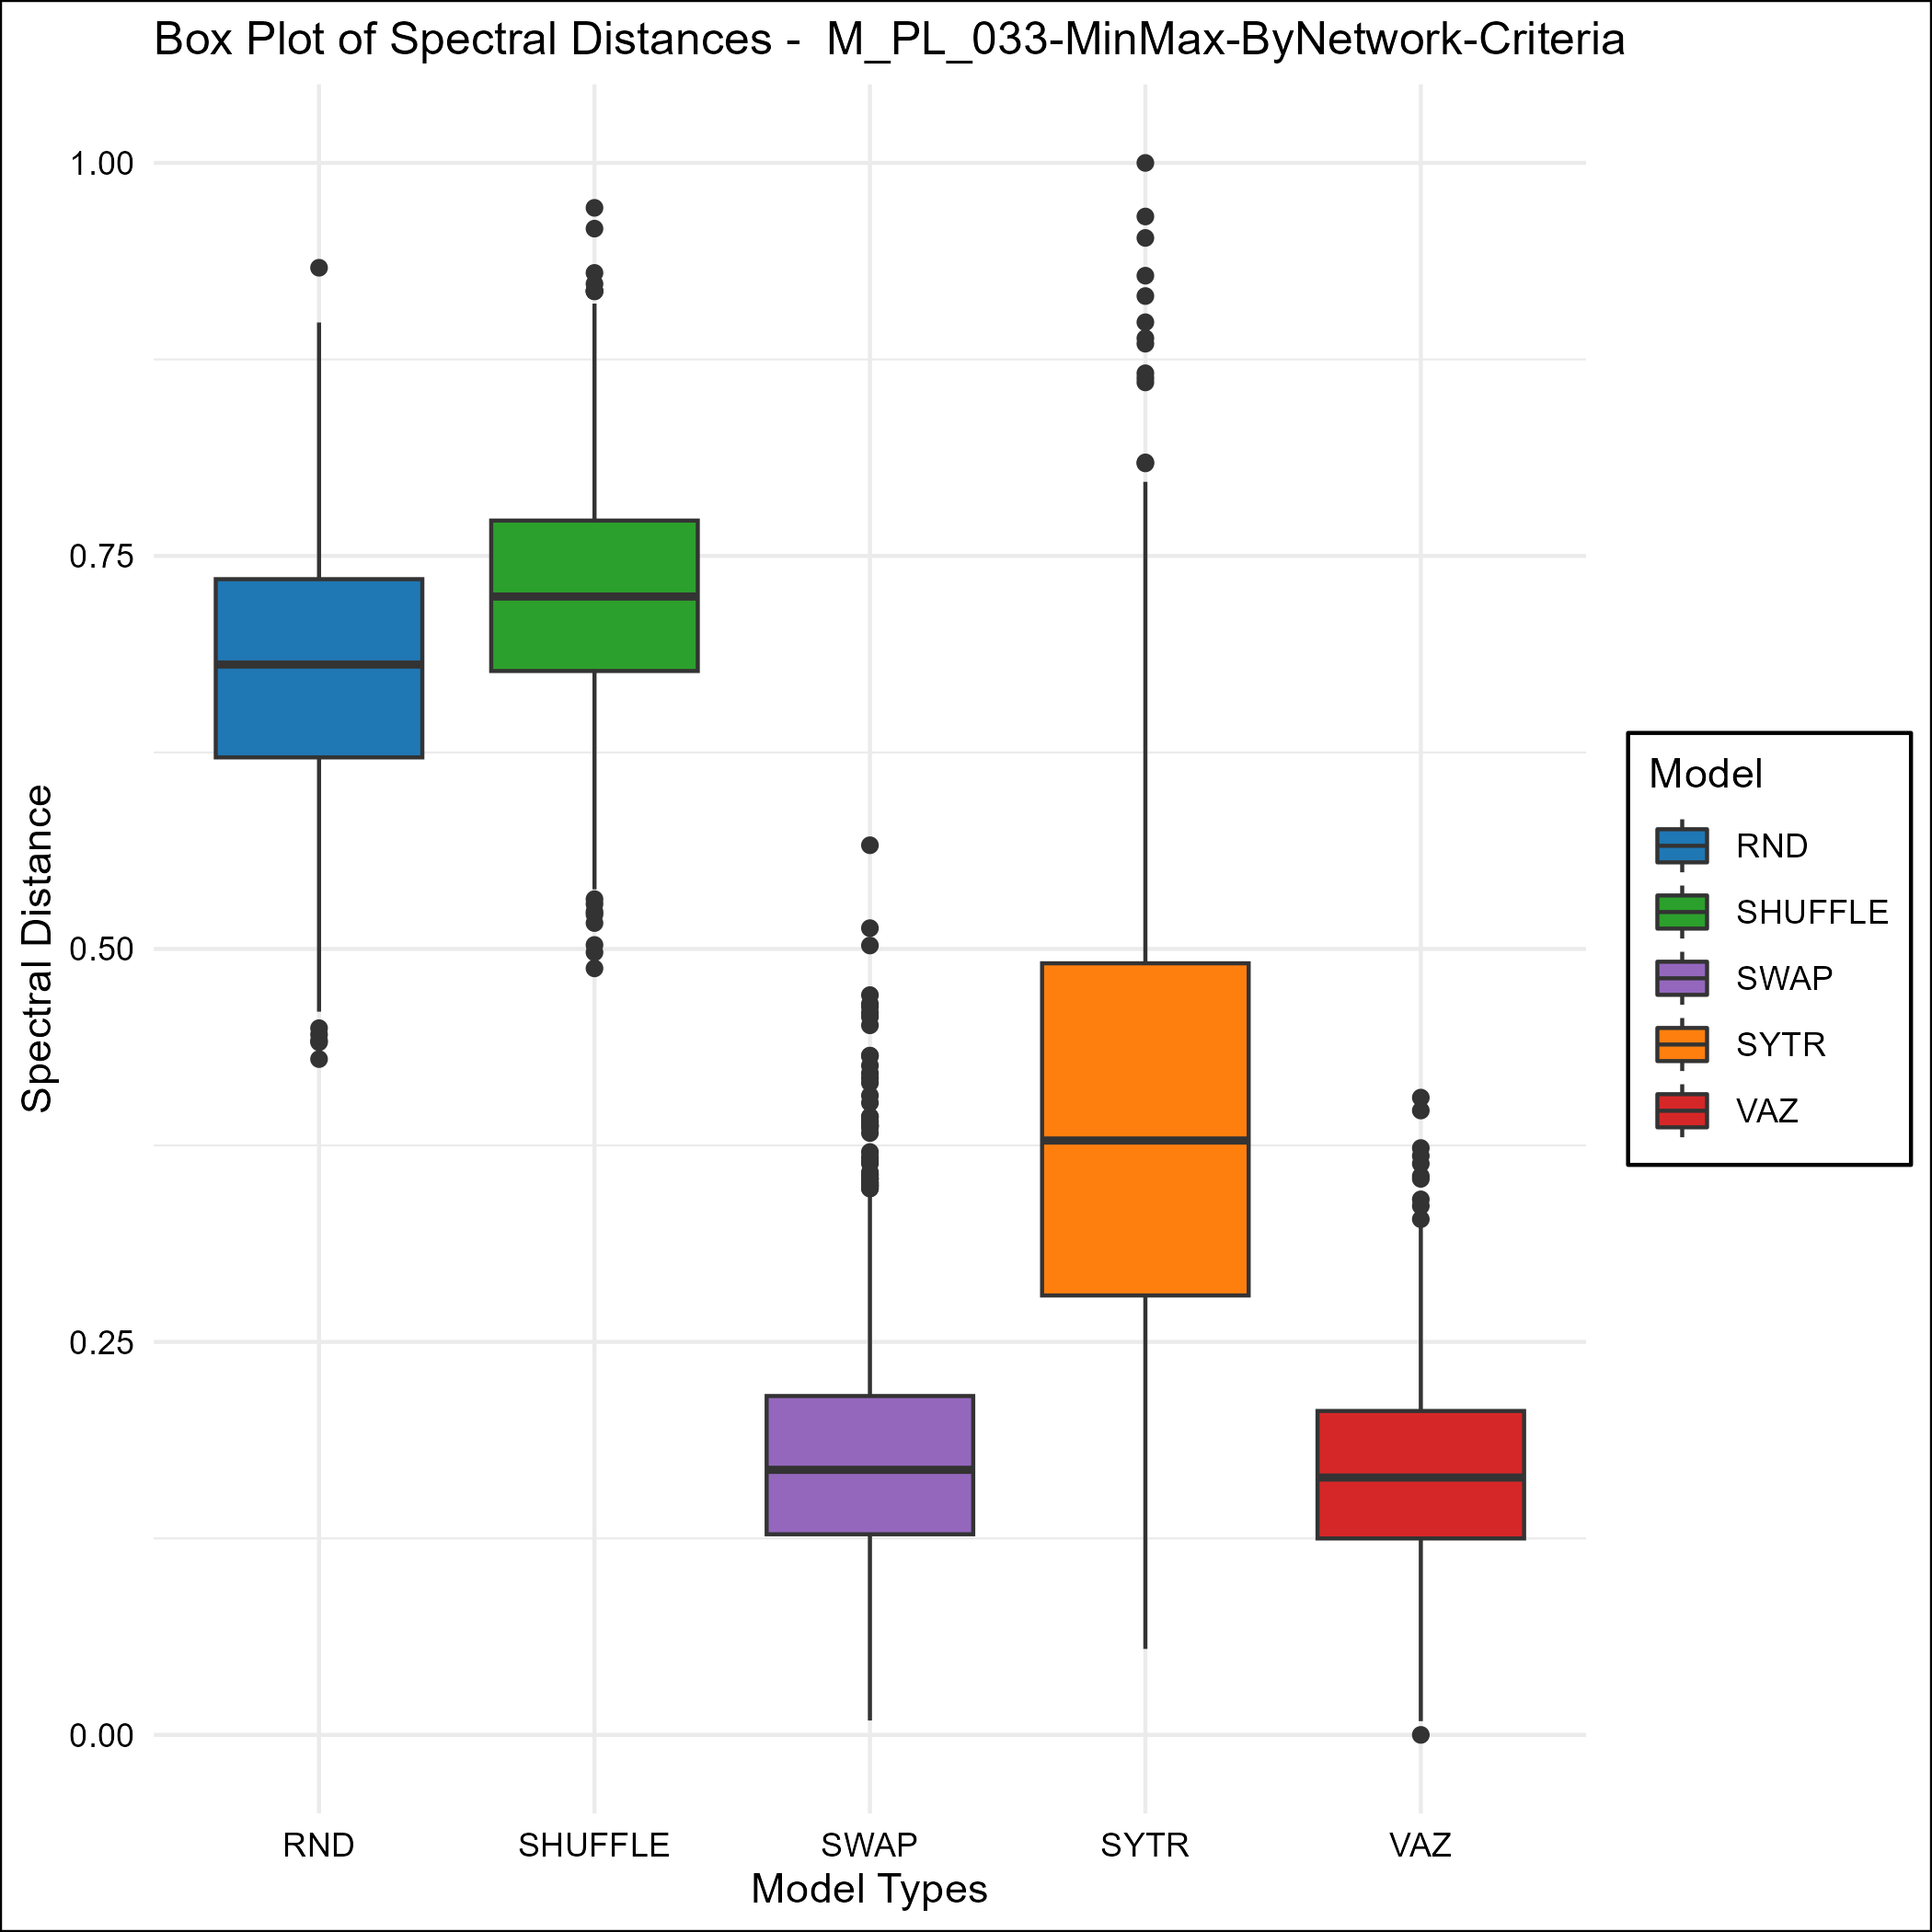 Box Plot of Spectral Distances -  M_PL_033-MinMax-ByNetwork-Criteria
1.00
0.75
0.50
0.25
0.00
Spectral Distance
RND
SHUFFLE
SWAP
SYTR
VAZ
Model Types
Model
RND
SHUFFLE
SWAP
SYTR
VAZ